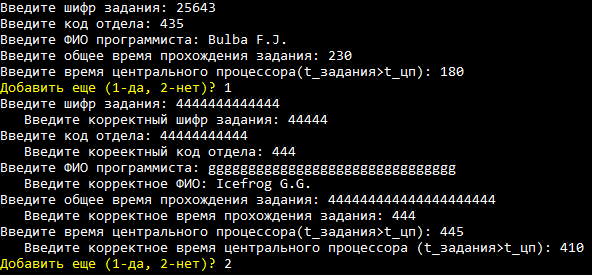 Введите шифр задания: 25643
Введите код отдела: 435
Введите ФИО программиста: Bulba F.J.
Введите общее время прохождения задания: 230
Введите время центрального процессора(t_задания>t_цп): 180
Добавить еще (1-да, 2-нет)? 1
Введите шифр задания: 4444444444444
Введите корректный шифр задания: 44444
Введите код отдела: 44444444444
Введите кореектный код отдела: 444
Введите ФИО программиста: ggggggggggggggggggggggggggggggg
Введите корректное ФИО: Icefrog G.G.
Введите общее время прохождения задания: 444444444444444444444
Введите корректное время прохождения задания: 444
Введите время центрального процессора(t_задания>t_цп): 445
Введите корректное время центрального процессора (t_задания>t_цп): 410
Добавить еще (1-да, 2-нет)? 2